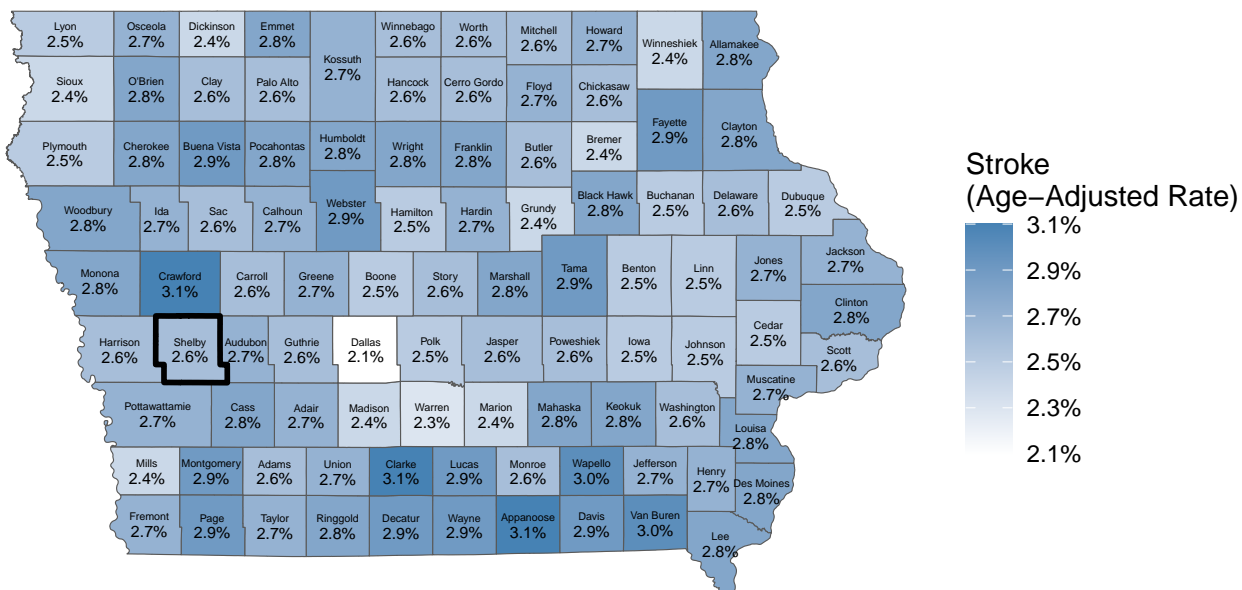 Lyon
2.5%
Osceola
2.7%
Dickinson
2.4%
Emmet
2.8%
Kossuth
2.7%
Winnebago
2.6%
Worth
2.6%
Mitchell
2.6%
Howard
2.7%
Winneshiek
2.4%
Allamakee
2.8%
Sioux
2.4%
O'Brien
2.8%
Clay
2.6%
Palo Alto
2.6%
Hancock
2.6%
Cerro Gordo
2.6%
Floyd
2.7%
Chickasaw
2.6%
Fayette
2.9%
Clayton
2.8%
Plymouth
2.5%
Cherokee
2.8%
Buena Vista
2.9%
Pocahontas
2.8%
Humboldt
2.8%
Wright
2.8%
Franklin
2.8%
Butler
2.6%
Bremer
2.4%
Woodbury
2.8%
Ida
2.7%
Sac
2.6%
Calhoun
2.7%
Webster
2.9%
Hamilton
2.5%
Hardin
2.7%
Grundy
2.4%
Black Hawk
2.8%
Buchanan
2.5%
Delaware
2.6%
Dubuque
2.5%
Monona
2.8%
Crawford
3.1%
Carroll
2.6%
Greene
2.7%
Boone
2.5%
Story
2.6%
Marshall
2.8%
Tama
2.9%
Benton
2.5%
Linn
2.5%
Jones
2.7%
Jackson
2.7%
Clinton
2.8%
Harrison
2.6%
Shelby
2.6%
Audubon
2.7%
Guthrie
2.6%
Dallas
2.1%
Polk
2.5%
Jasper
2.6%
Poweshiek
2.6%
Iowa
2.5%
Johnson
2.5%
Cedar
2.5%
Scott
2.6%
Muscatine
2.7%
Pottawattamie
2.7%
Cass
2.8%
Adair
2.7%
Madison
2.4%
Warren
2.3%
Marion
2.4%
Mahaska
2.8%
Keokuk
2.8%
Washington
2.6%
Louisa
2.8%
Mills
2.4%
Montgomery
2.9%
Adams
2.6%
Union
2.7%
Clarke
3.1%
Lucas
2.9%
Monroe
2.6%
Wapello
3.0%
Jefferson
2.7%
Henry
2.7%
Des Moines
2.8%
Fremont
2.7%
Page
2.9%
Taylor
2.7%
Ringgold
2.8%
Decatur
2.9%
Wayne
2.9%
Appanoose
3.1%
Davis
2.9%
Van Buren
3.0%
Lee
2.8%
Stroke
(Age−Adjusted Rate)
3.1%
2.9%
2.7%
2.5%
2.3%
2.1%